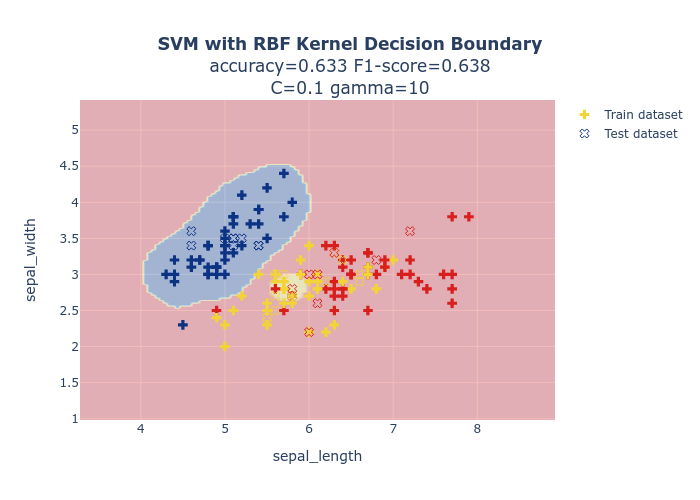 SVM with RBF Kernel Decision Boundary
accuracy=0.633 F1-score=0.638
C=0.1 gamma=10
Train dataset
Test dataset
5
4.5
4
3.5
3
2.5
2
1.5
1
sepal_width
4
5
6
7
8
sepal_length